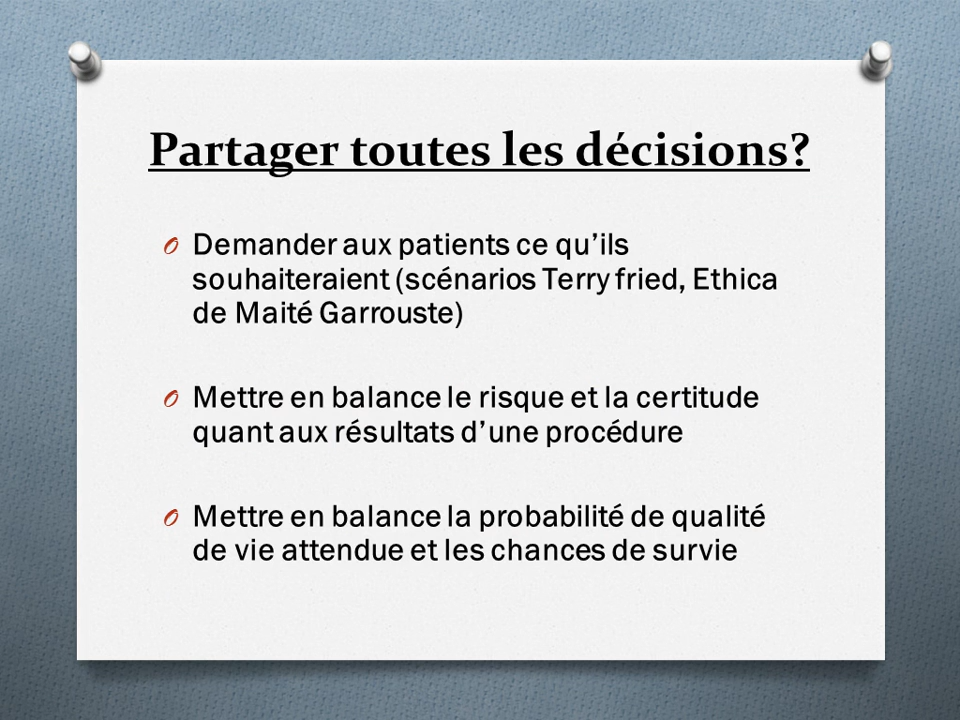 Partager toutes les décisions?
Demander aux patients ce qu’ils
souhaiteraient (scénarios Terry fried, Ethica
de Maité Garrouste)
Mettre en balance le risque et la certitude
quant aux résultats d’une procédure
Mettre en balance la probabilité de qualité
de vie attendue et les chances de survie